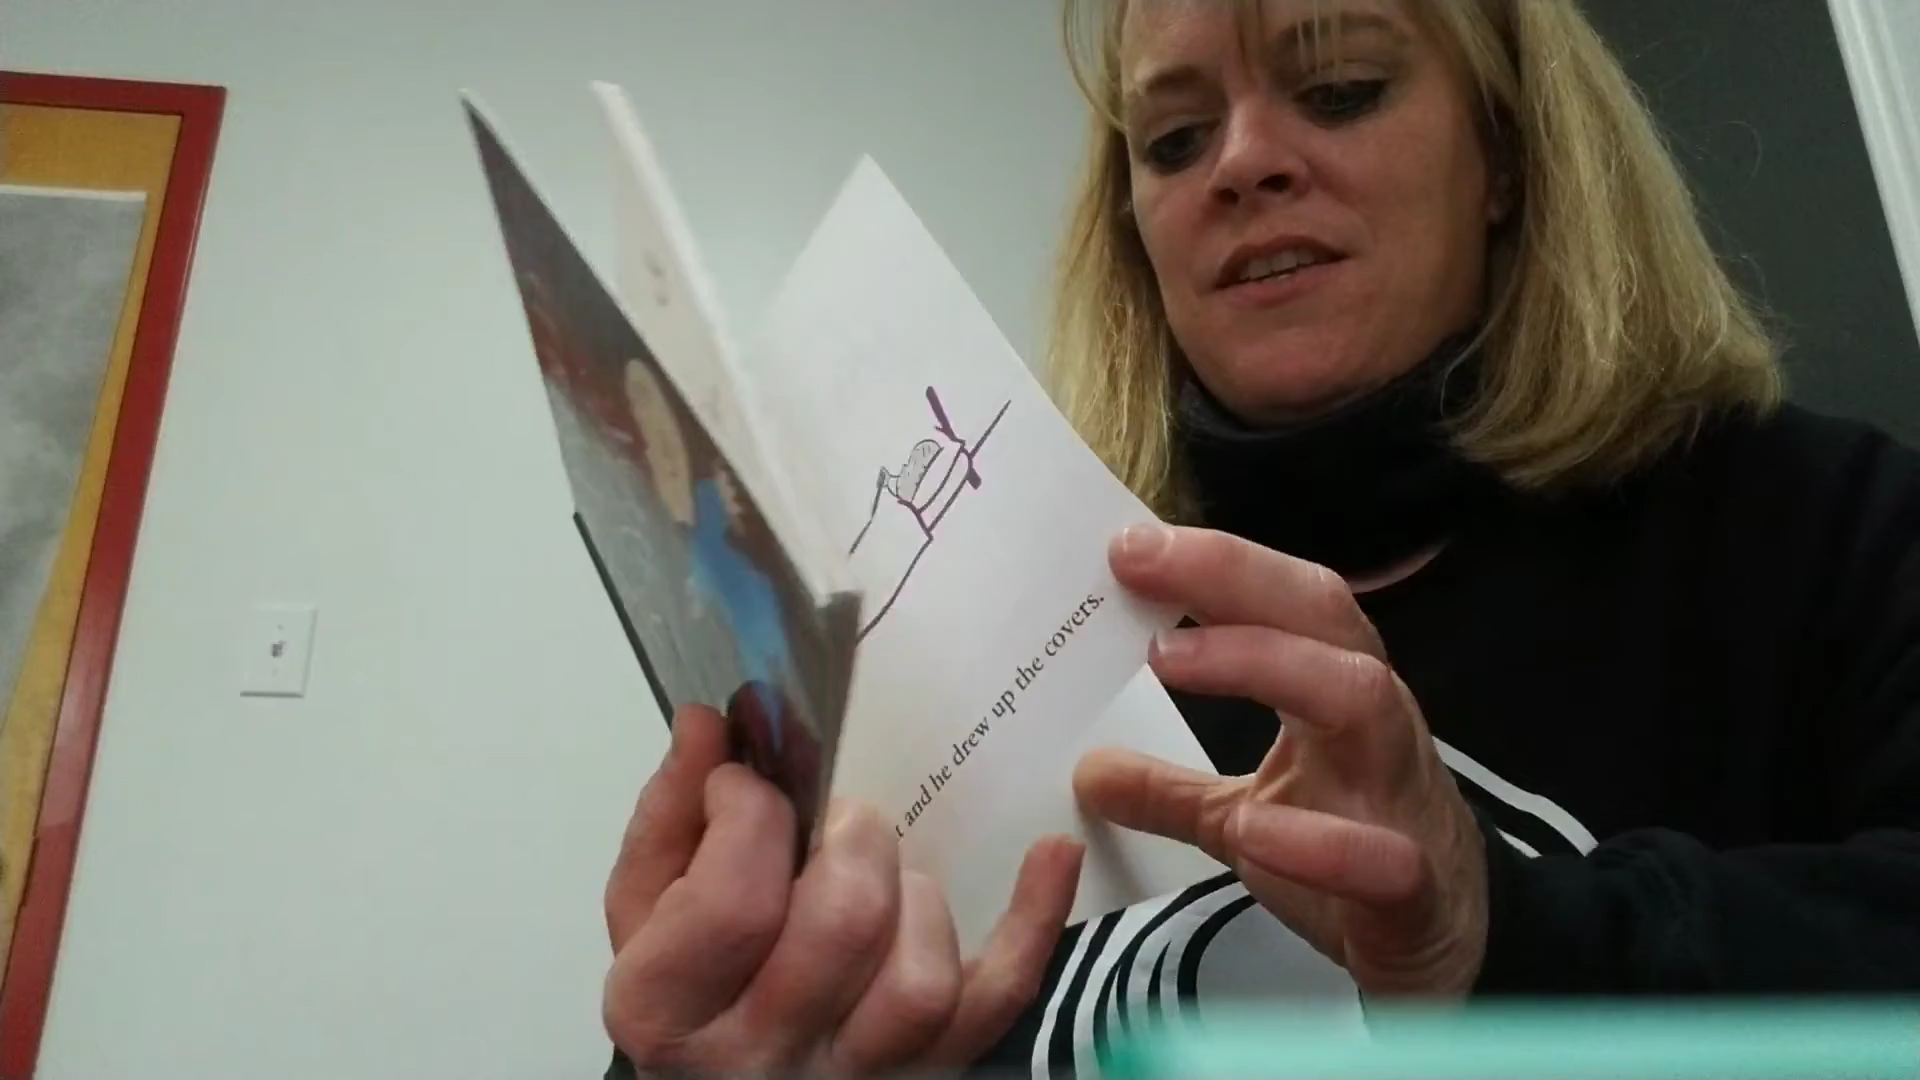 and he drew up the covers.